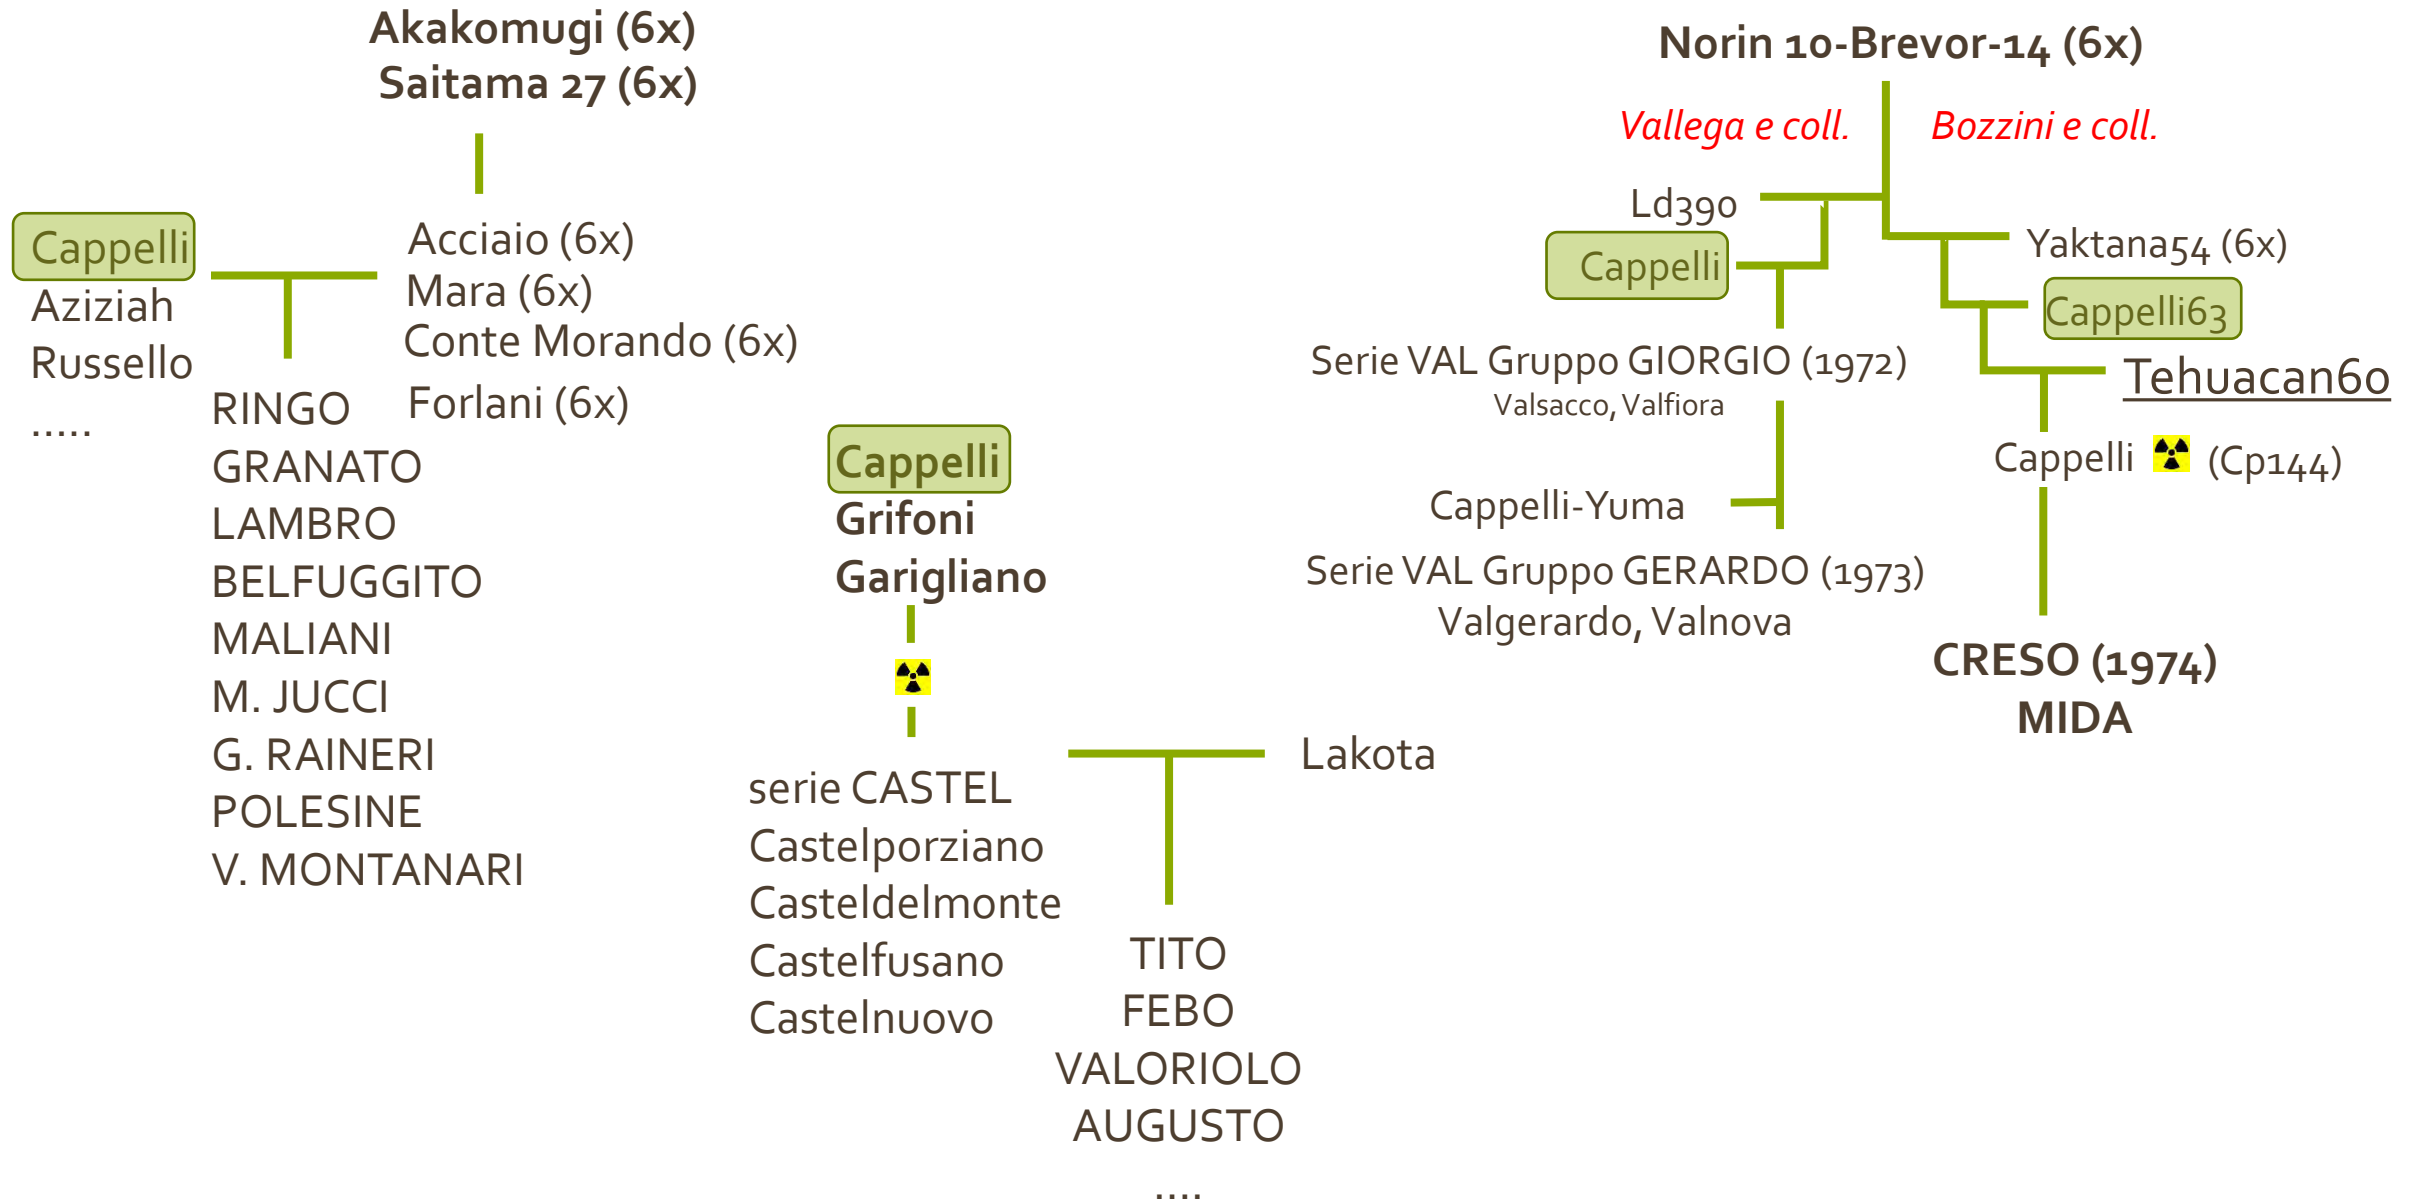 Akakomugi (6x)
Saitama 27 (6x)
Cappelli
Aziziah
Russello
.....
Acciaio (6x)
Mara (6x)
Conte Morando (6x)
Forlani (6x)
RINGO
GRANATO
LAMBRO
BELFUGGITO
MALIANI
M. JUCCI
G. RAINERI
POLESINE
V. MONTANARI
Cappelli
Grifoni
Garigliano
serie CASTEL
Castelporziano
Casteldelmonte
Castelfusano
Castelnuovo
Lakota
TITO
FEBO
VALORIOLO
AUGUSTO
....
Norin 10-Brevor-14 (6x)
Vallega e coll.
Bozzini e coll.
Ld390
Cappelli
Serie VAL Gruppo GIORGIO (1972)
Valsacco, Valfiora
Cappelli-Yuma
Serie VAL Gruppo GERARDO (1973)
Valgerardo, Valnova
Yaktana54 (6x)
Cappelli63
Tehuacan60
Cappelli (Cp144)
CRESO (1974)
MIDA